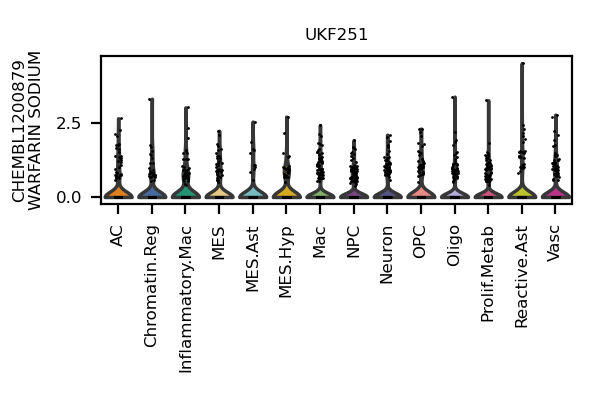 UKF251
CHEMBL1200879
WARFARIN SODIUM
2.5
0.0
AC
Chromatin.Reg
Inflammatory.Mac
MES
MES.Ast
MES.Hyp
Mac
NPC
Neuron
OPC
Oligo
Prolif.Metab
Reactive.Ast
Vasc